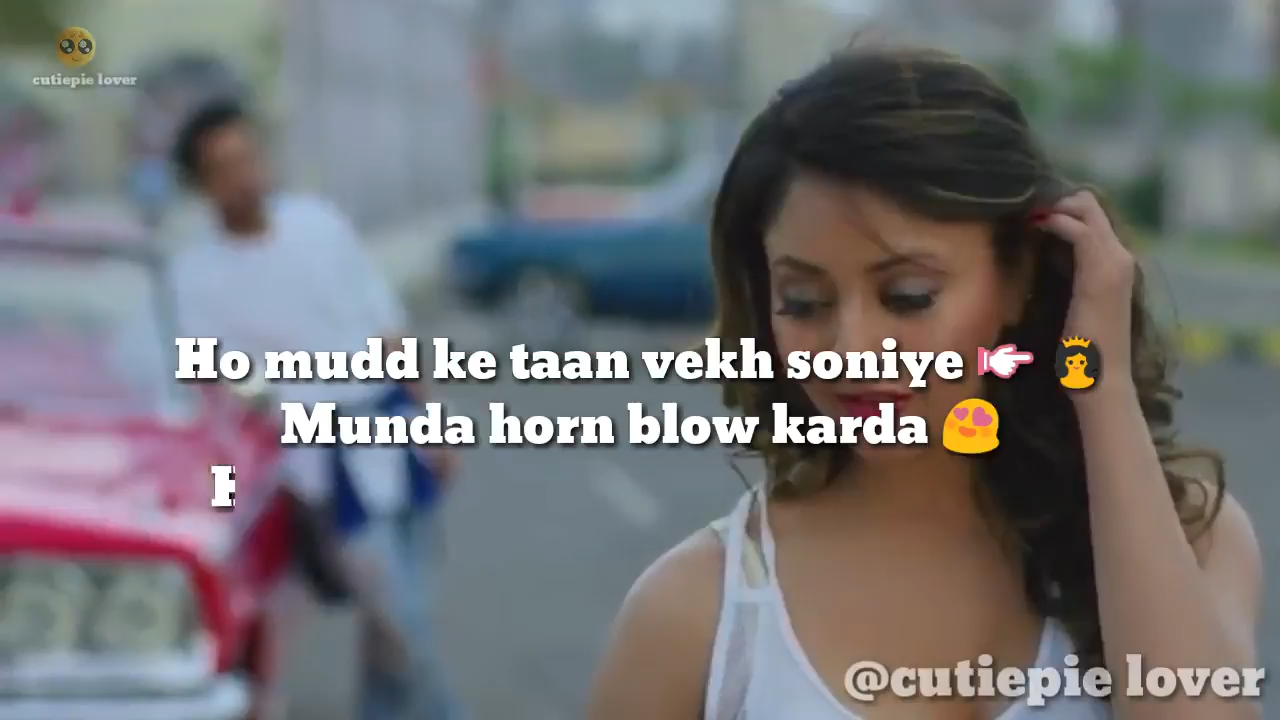 cutiepie lover
Ho mudd ke taan vekh soniye 👉 👸
Munda horn blow karda 😍
@cutiepie lover